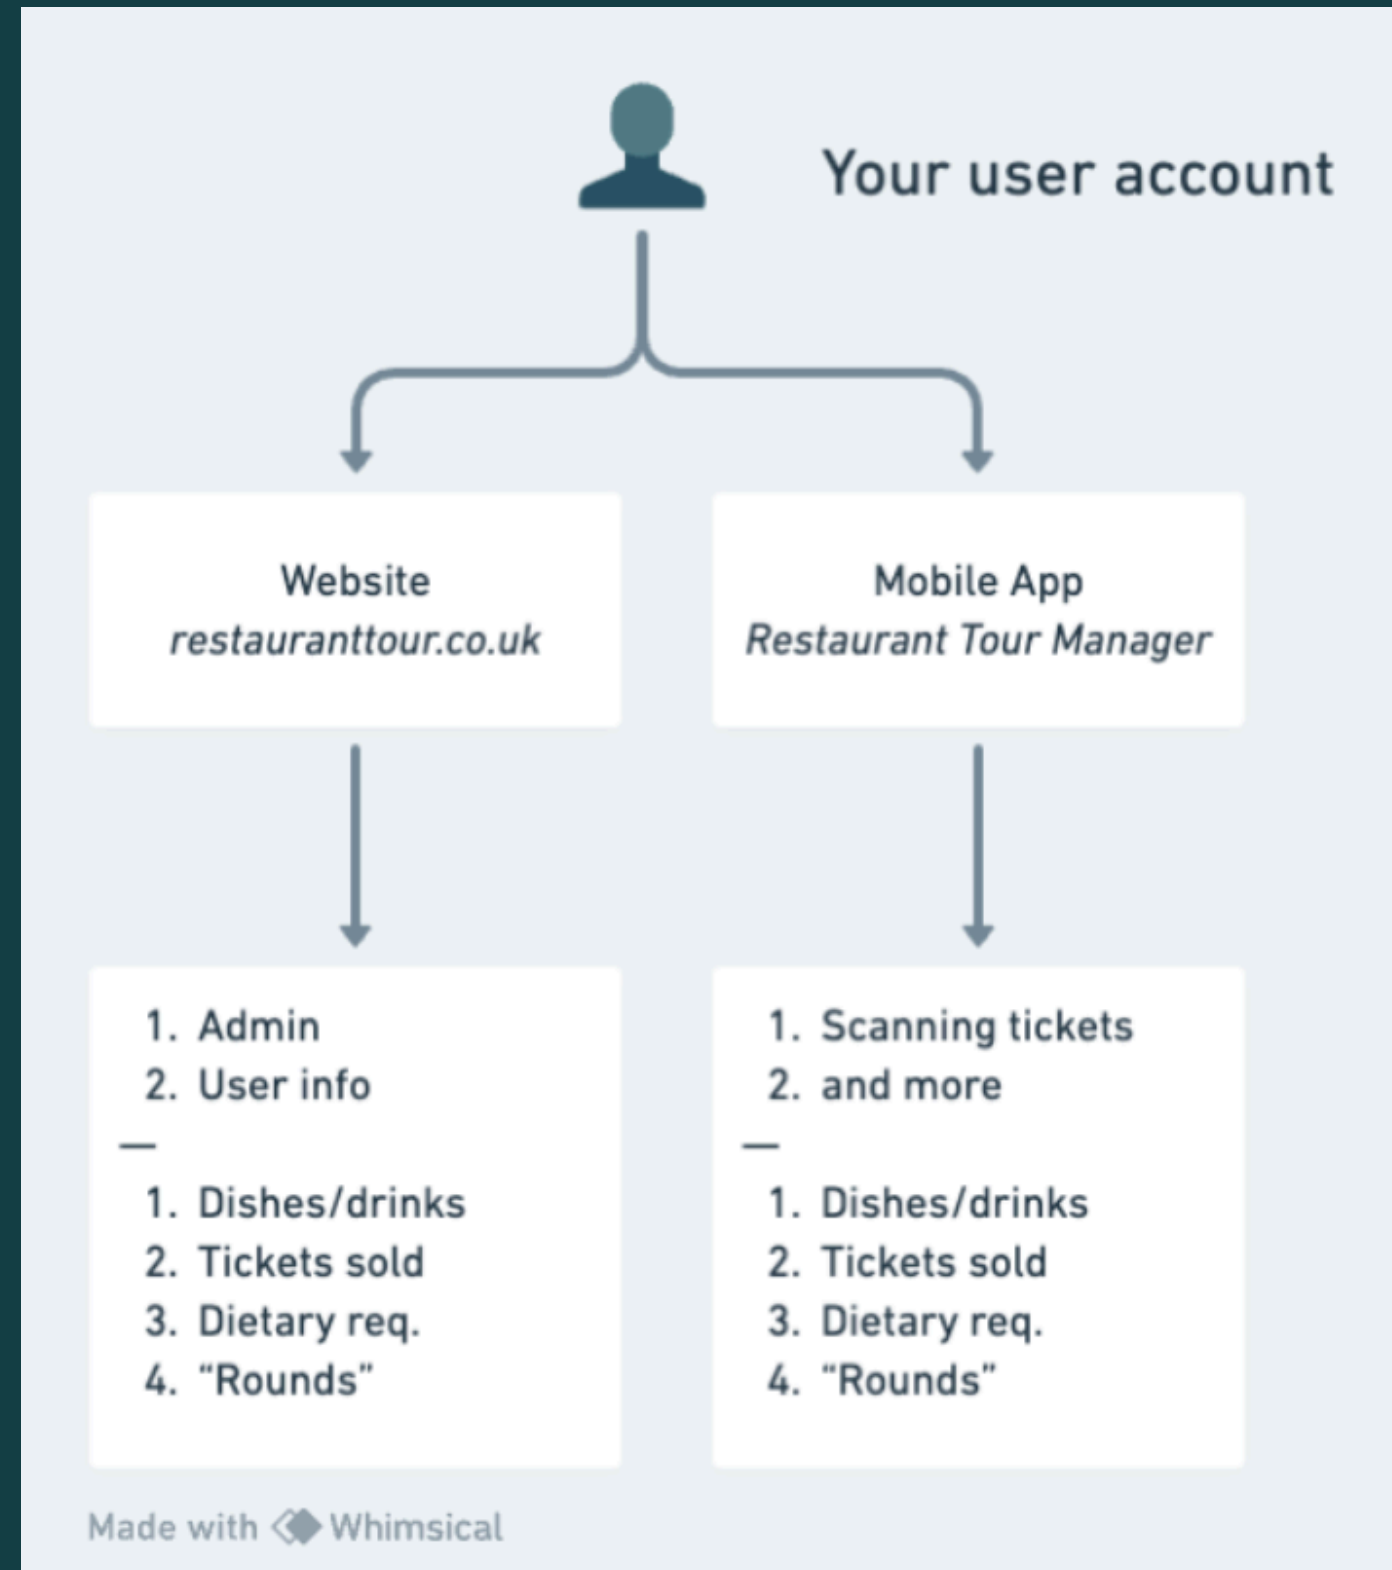 Your user account
Website
restauranttour.co.uk
Mobile App
Restaurant Tour Manager
1. Admin
2. User info
—
1. Dishes/drinks
2. Tickets sold
3. Dietary req.
4. “Rounds”
1. Scanning tickets
2. and more
—
1. Dishes/drinks
2. Tickets sold
3. Dietary req.
4. “Rounds”
Made with Whimsical